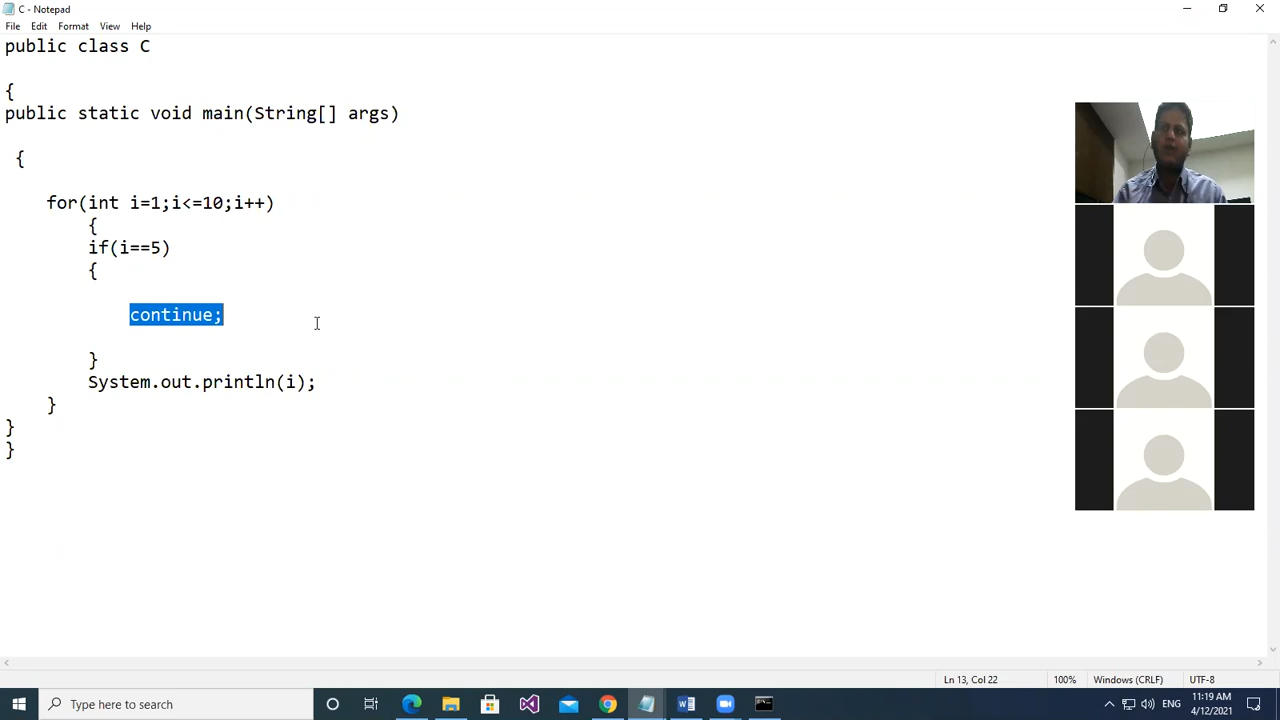 C - Notepad
File Edit Format View Help
public class C
{
public static void main(String[] args)
{
for(int i=1;i<=10;i++)
{
if(i==5)
{
continue;
}
System.out.println(i);
}
}
}
Ln 13, Col 22 100% Windows (CRLF) UTF-8
Type here to search
ENG
11:19 AM
4/12/2021